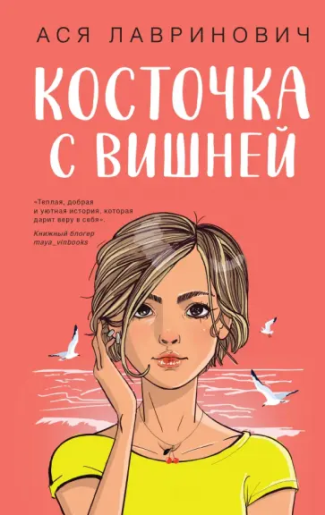 АСЯ ЛАВРИНОВИЧ
КОСТОЧКА
С ВИШНЕЙ
«Теплая, добрая
и уютная история, которая
дарит веру в себя».
Книжный блогер
maya_vinbooks